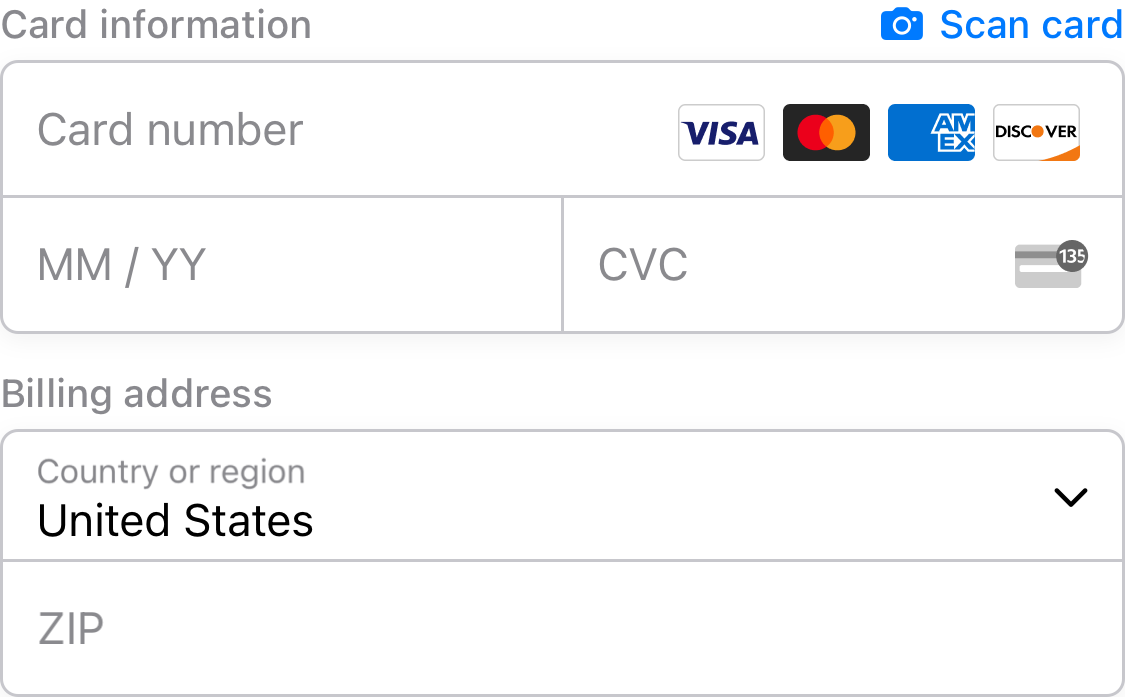 Card information
Scan card
Card number
VISA
AM
EX
DISCOVER
MM / YY
CVC
135
Billing address
Country or region
United States
ZIP